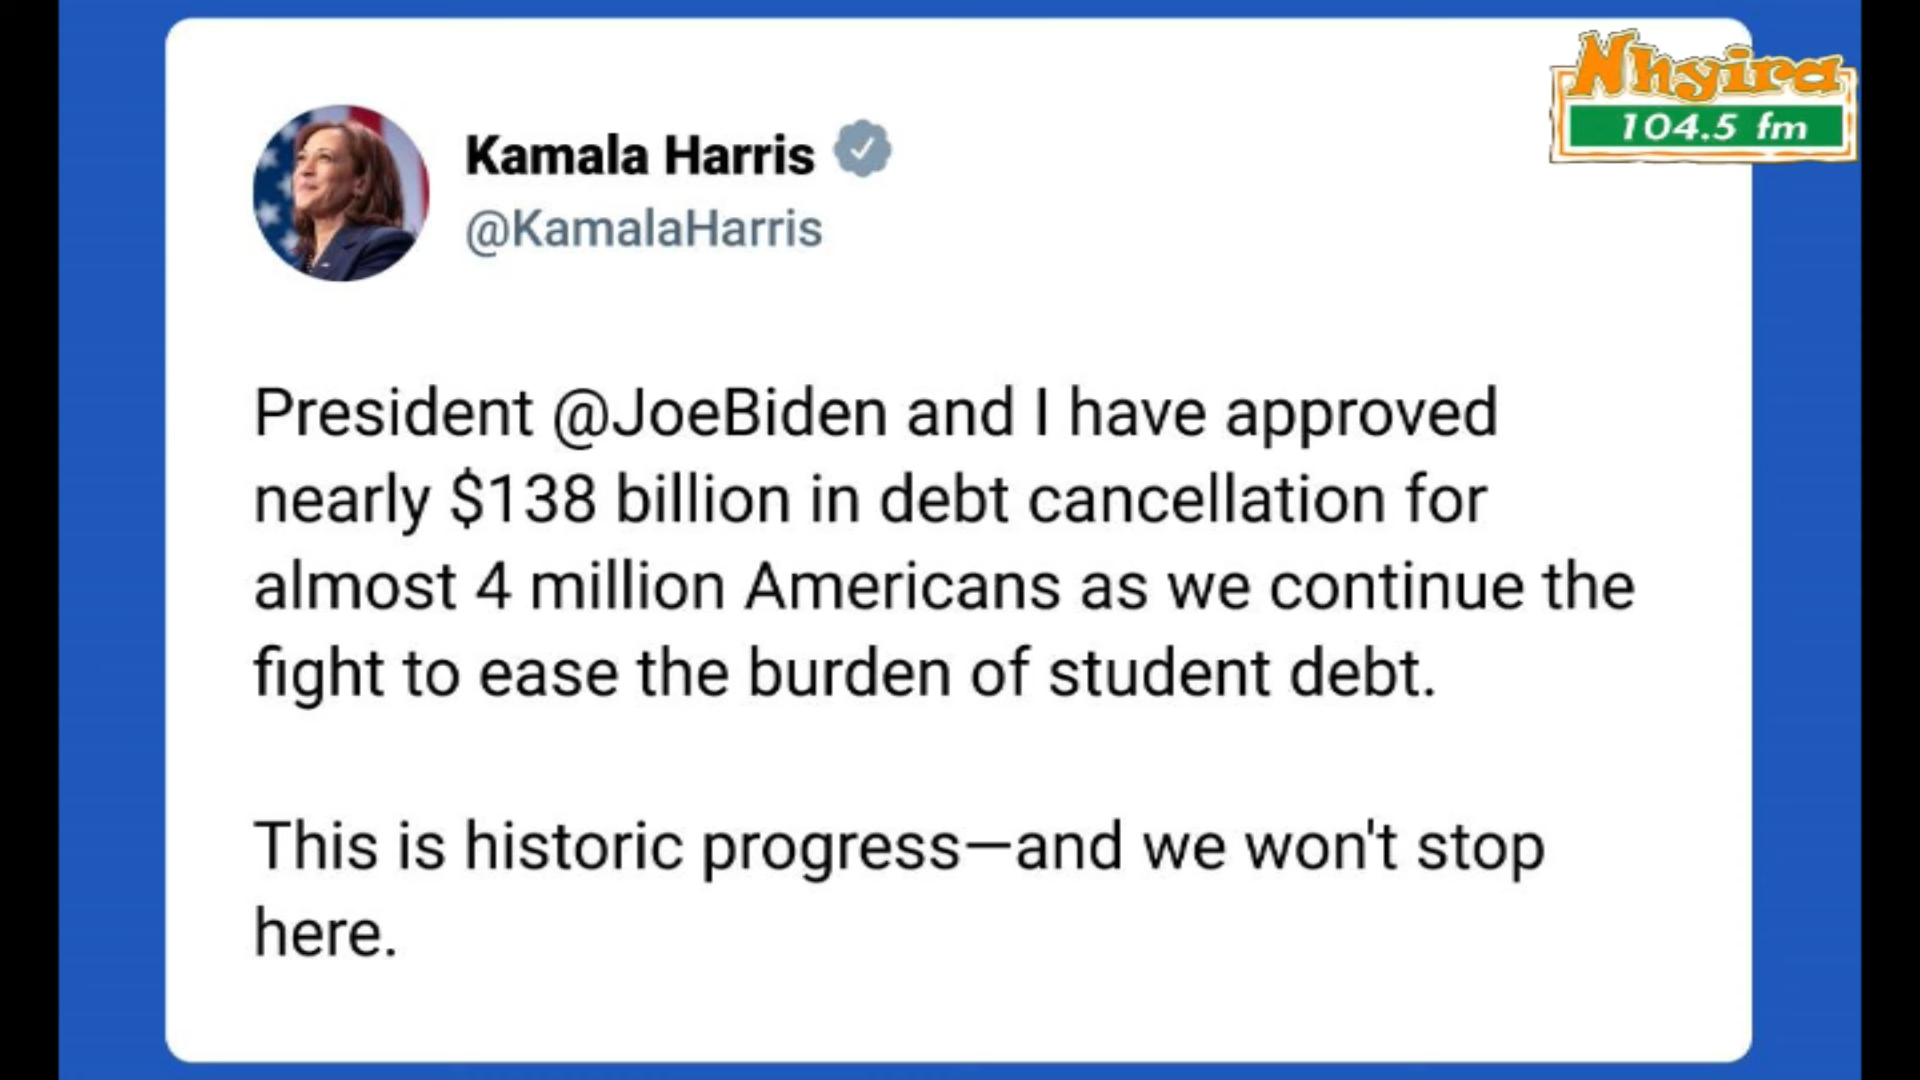 Nhyira
104.5 fm
Kamala Harris
@KamalaHarris
President @JoeBiden and I have approved
nearly $138 billion in debt cancellation for
almost 4 million Americans as we continue the
fight to ease the burden of student debt.
This is historic progress—and we won't stop
here.